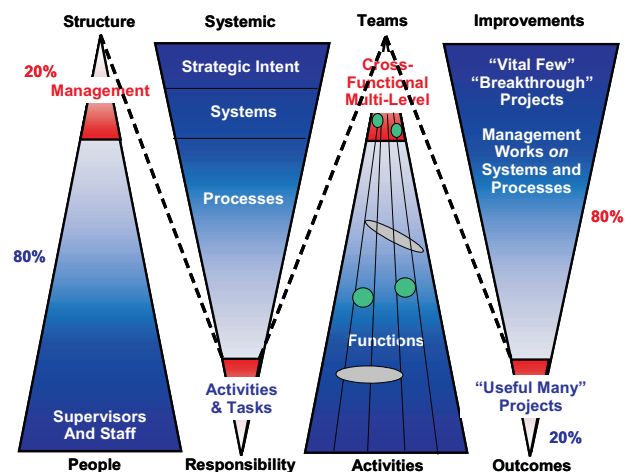 Structure
Systemic
Teams
Improvements
20%
Management
80%
Supervisors
And Staff
People
Strategic Intent
Systems
Processes
Activities
& Tasks
Responsibility
Cross-
Functional
Multi-Level
Functions
Activities
“Vital Few”
“Breakthrough”
Projects
Management
Works on
Systems and
Processes
80%
“Useful Many”
Projects
20%
Outcomes